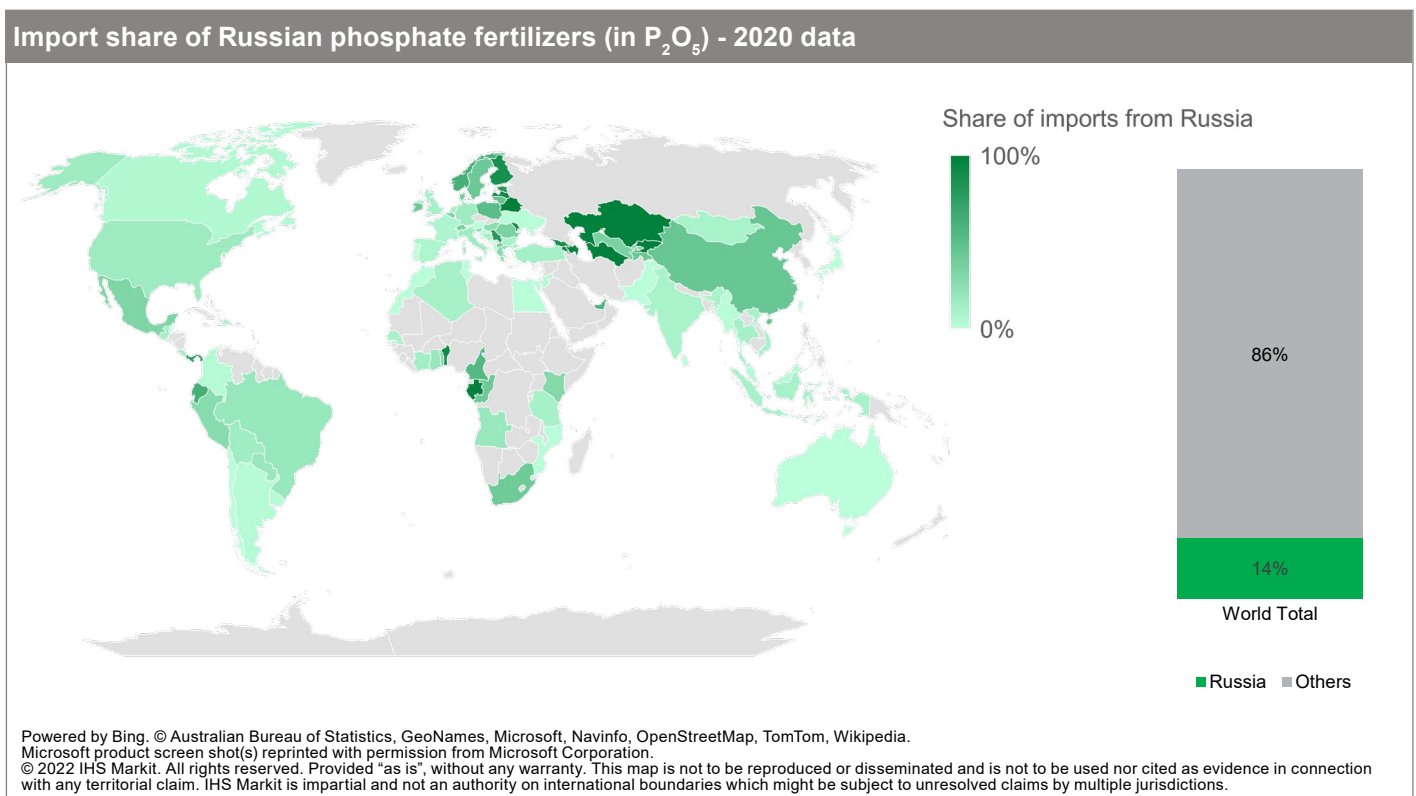 Import share of Russian phosphate fertilizers (in P₂O₅) - 2020 data
Share of imports from Russia
100%
0%
86%
14%
World Total
Russia Others
Powered by Bing. © Australian Bureau of Statistics, GeoNames, Microsoft, Navinfo, OpenStreetMap, TomTom, Wikipedia.
Microsoft product screen shot(s) reprinted with permission from Microsoft Corporation.
© 2022 IHS Markit. All rights reserved. Provided “as is”, without any warranty. This map is not to be reproduced or disseminated and is not to be used nor cited as evidence in connection
with any territorial claim. IHS Markit is impartial and not an authority on international boundaries which might be subject to unresolved claims by multiple jurisdictions.